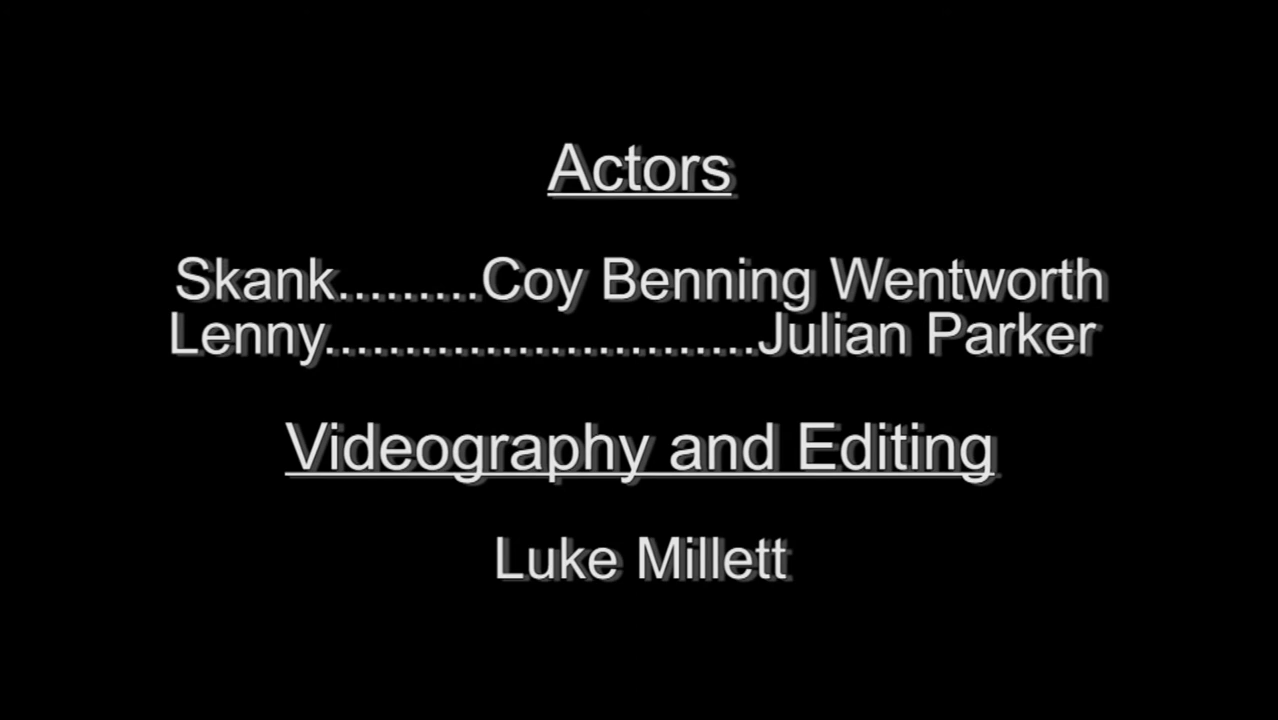 Actors
Skank.........Coy Benning Wentworth
Lenny...........................Julian Parker
Videography and Editing
Luke Millett